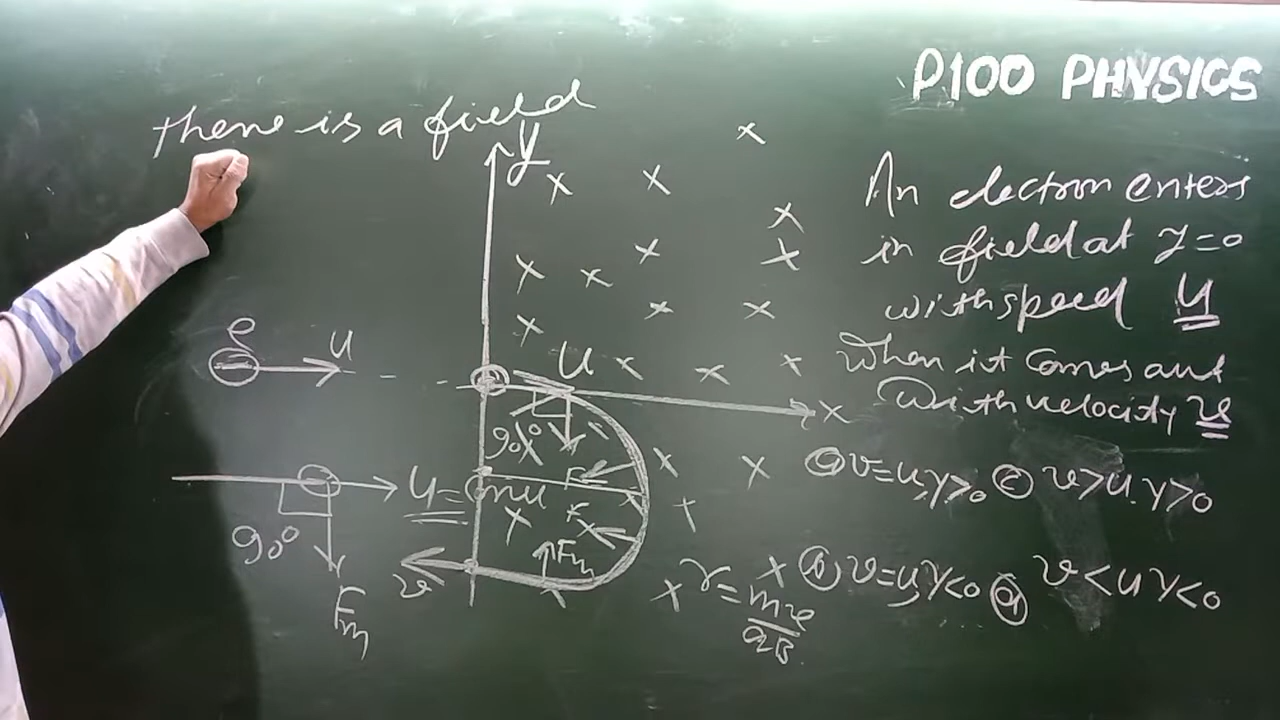 P100 PHYSICS
there is a field
y
An electron enters
in field at y=0
with speed u
When it comes out
with velocity v
e
u
u
x
90°
F
u
F
Fm
90°
Fm
v
r = mv/qB
v=u, y>0 (c) v>u, y>0
(b) v=u, y<0 (d) v<u y<0